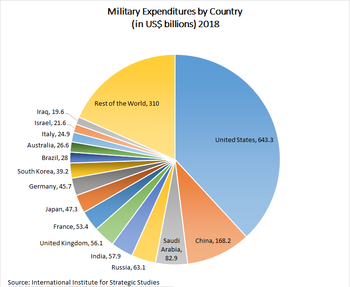 Military Expenditures by Country
(in US$ billions) 2018
United States, 643.3
China, 168.2
Saudi
Arabia,
82.9
Russia, 63.1
India, 57.9
United Kingdom, 56.1
France, 53.4
Japan, 47.3
Germany, 45.7
South Korea, 39.2
Brazil, 28
Australia, 26.6
Italy, 24.9
Israel, 21.6
Iraq, 19.6
Rest of the World, 310
Source: International Institute for Strategic Studies